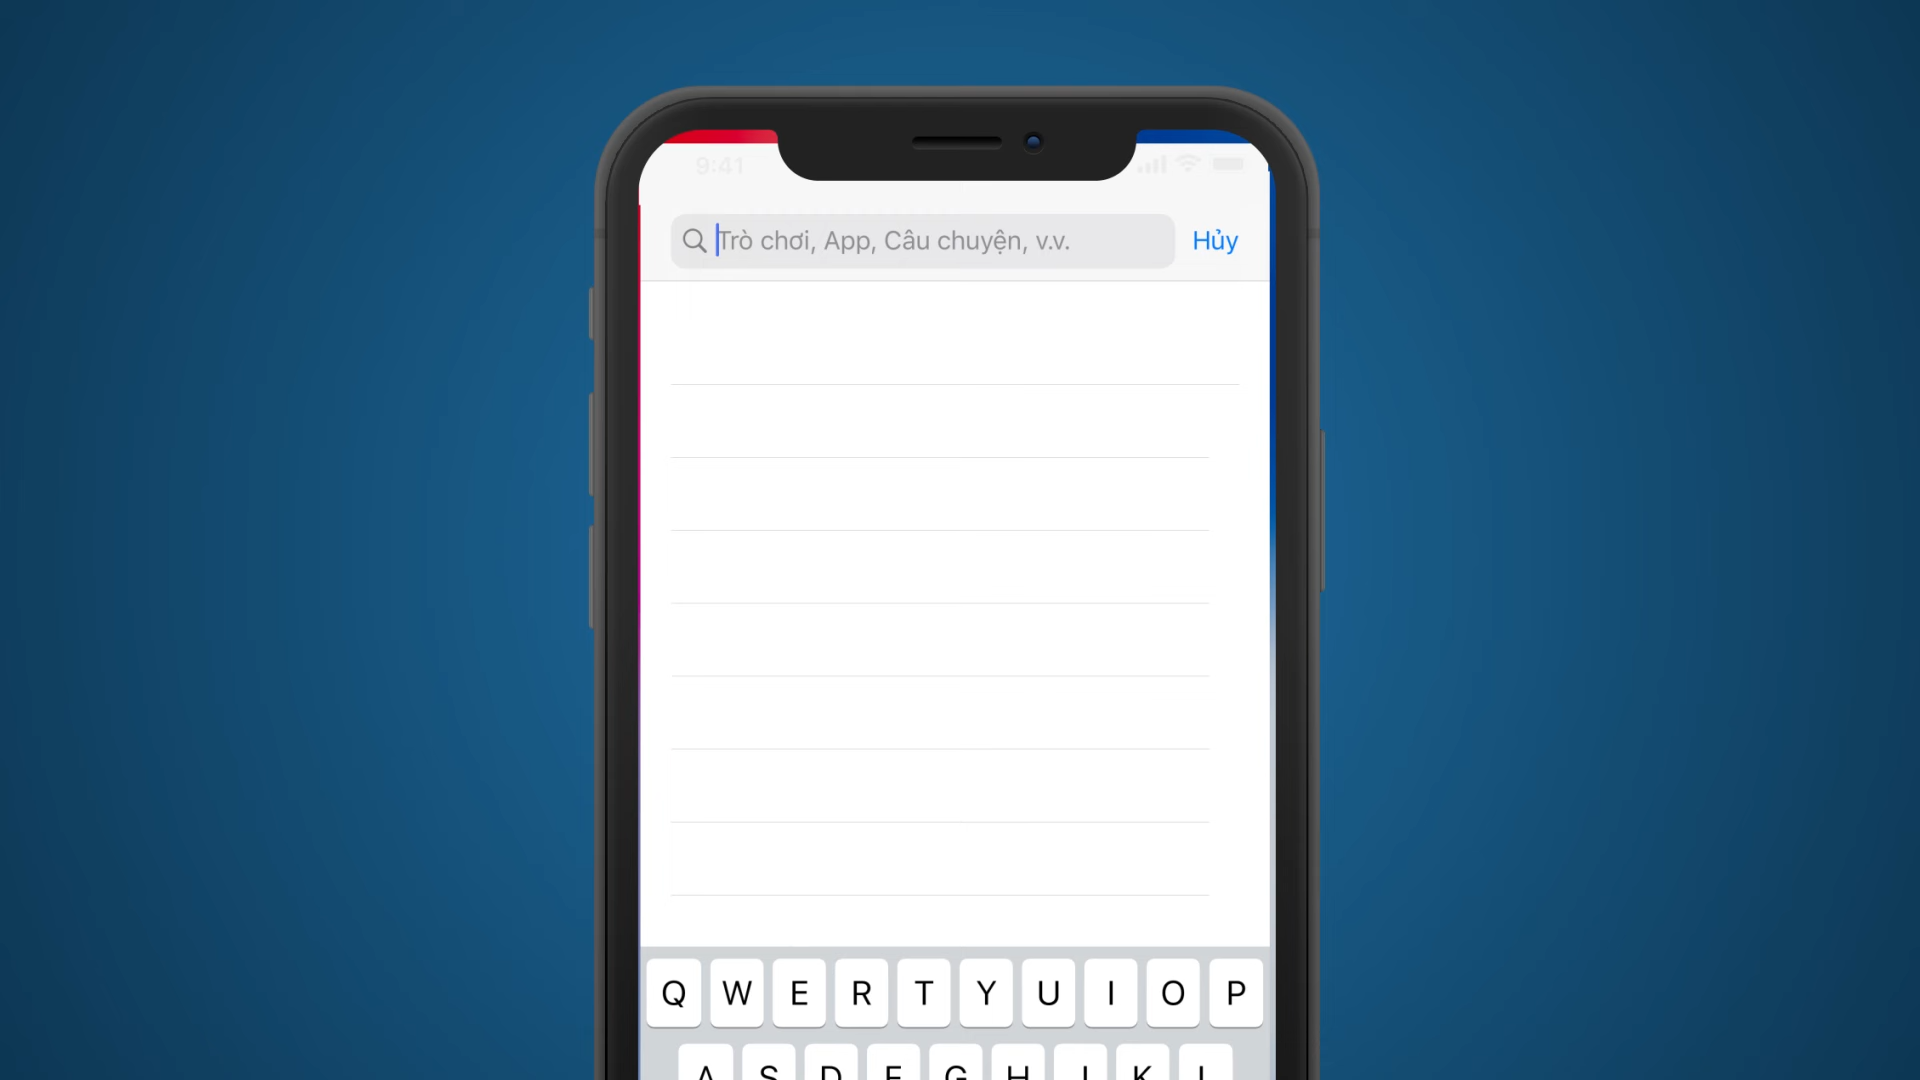 9:41
Trò chơi, App, Câu chuyện, v.v.
Hủy
Q W E R T Y U I O P
A S D F G H J K L